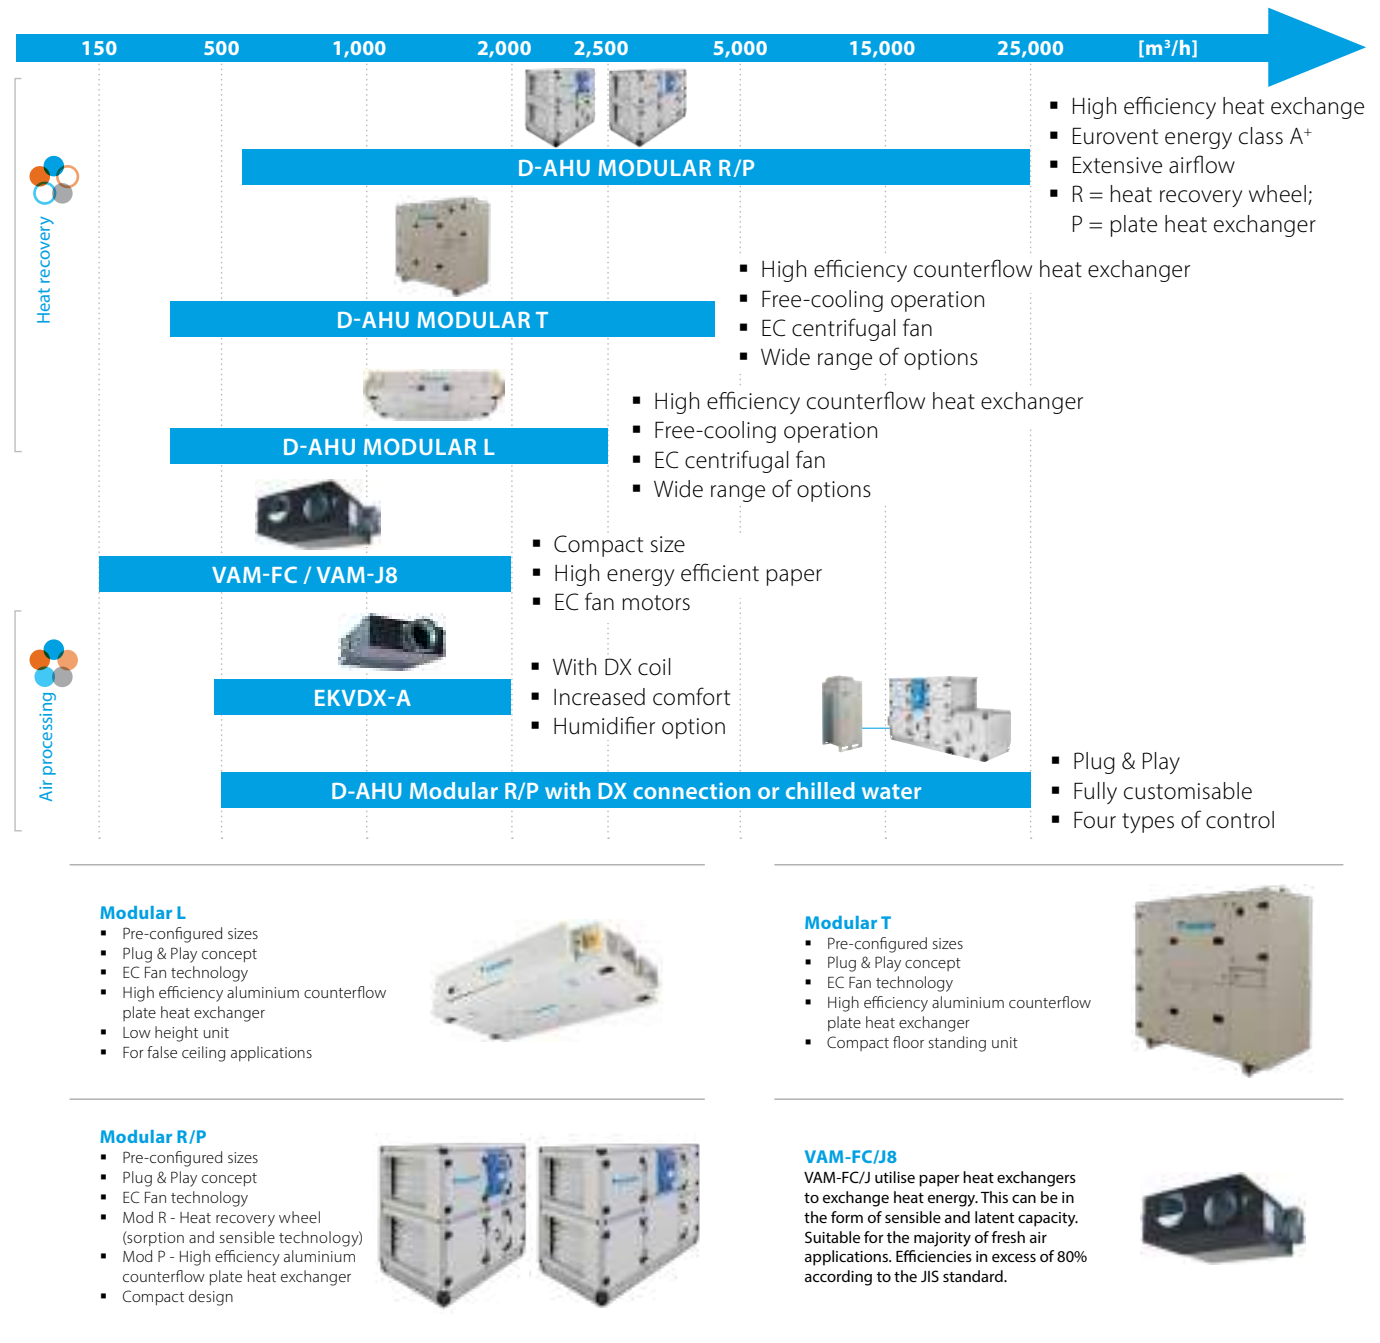 150 500 1,000 2,000 2,500 5,000 15,000 25,000 [m³/h]
Heat recovery
D-AHU MODULAR R/P
▪ High efficiency heat exchange
▪ Eurovent energy class A⁺
▪ Extensive airflow
▪ R = heat recovery wheel;
P = plate heat exchanger
D-AHU MODULAR T
▪ High efficiency counterflow heat exchanger
▪ Free-cooling operation
▪ EC centrifugal fan
▪ Wide range of options
D-AHU MODULAR L
▪ High efficiency counterflow heat exchanger
▪ Free-cooling operation
▪ EC centrifugal fan
▪ Wide range of options
VAM-FC / VAM-J8
▪ Compact size
▪ High energy efficient paper
▪ EC fan motors
Air processing
EKVDX-A
▪ With DX coil
▪ Increased comfort
▪ Humidifier option
D-AHU Modular R/P with DX connection or chilled water
▪ Plug & Play
▪ Fully customisable
▪ Four types of control
Modular L
▪ Pre-configured sizes
▪ Plug & Play concept
▪ EC Fan technology
▪ High efficiency aluminium counterflow
plate heat exchanger
▪ Low height unit
▪ For false ceiling applications
Modular T
▪ Pre-configured sizes
▪ Plug & Play concept
▪ EC Fan technology
▪ High efficiency aluminium counterflow
plate heat exchanger
▪ Compact floor standing unit
Modular R/P
▪ Pre-configured sizes
▪ Plug & Play concept
▪ EC Fan technology
▪ Mod R - Heat recovery wheel
(sorption and sensible technology)
▪ Mod P - High efficiency aluminium
counterflow plate heat exchanger
▪ Compact design
VAM-FC/J8
VAM-FC/J utilise paper heat exchangers
to exchange heat energy. This can be in
the form of sensible and latent capacity.
Suitable for the majority of fresh air
applications. Efficiencies in excess of 80%
according to the JIS standard.